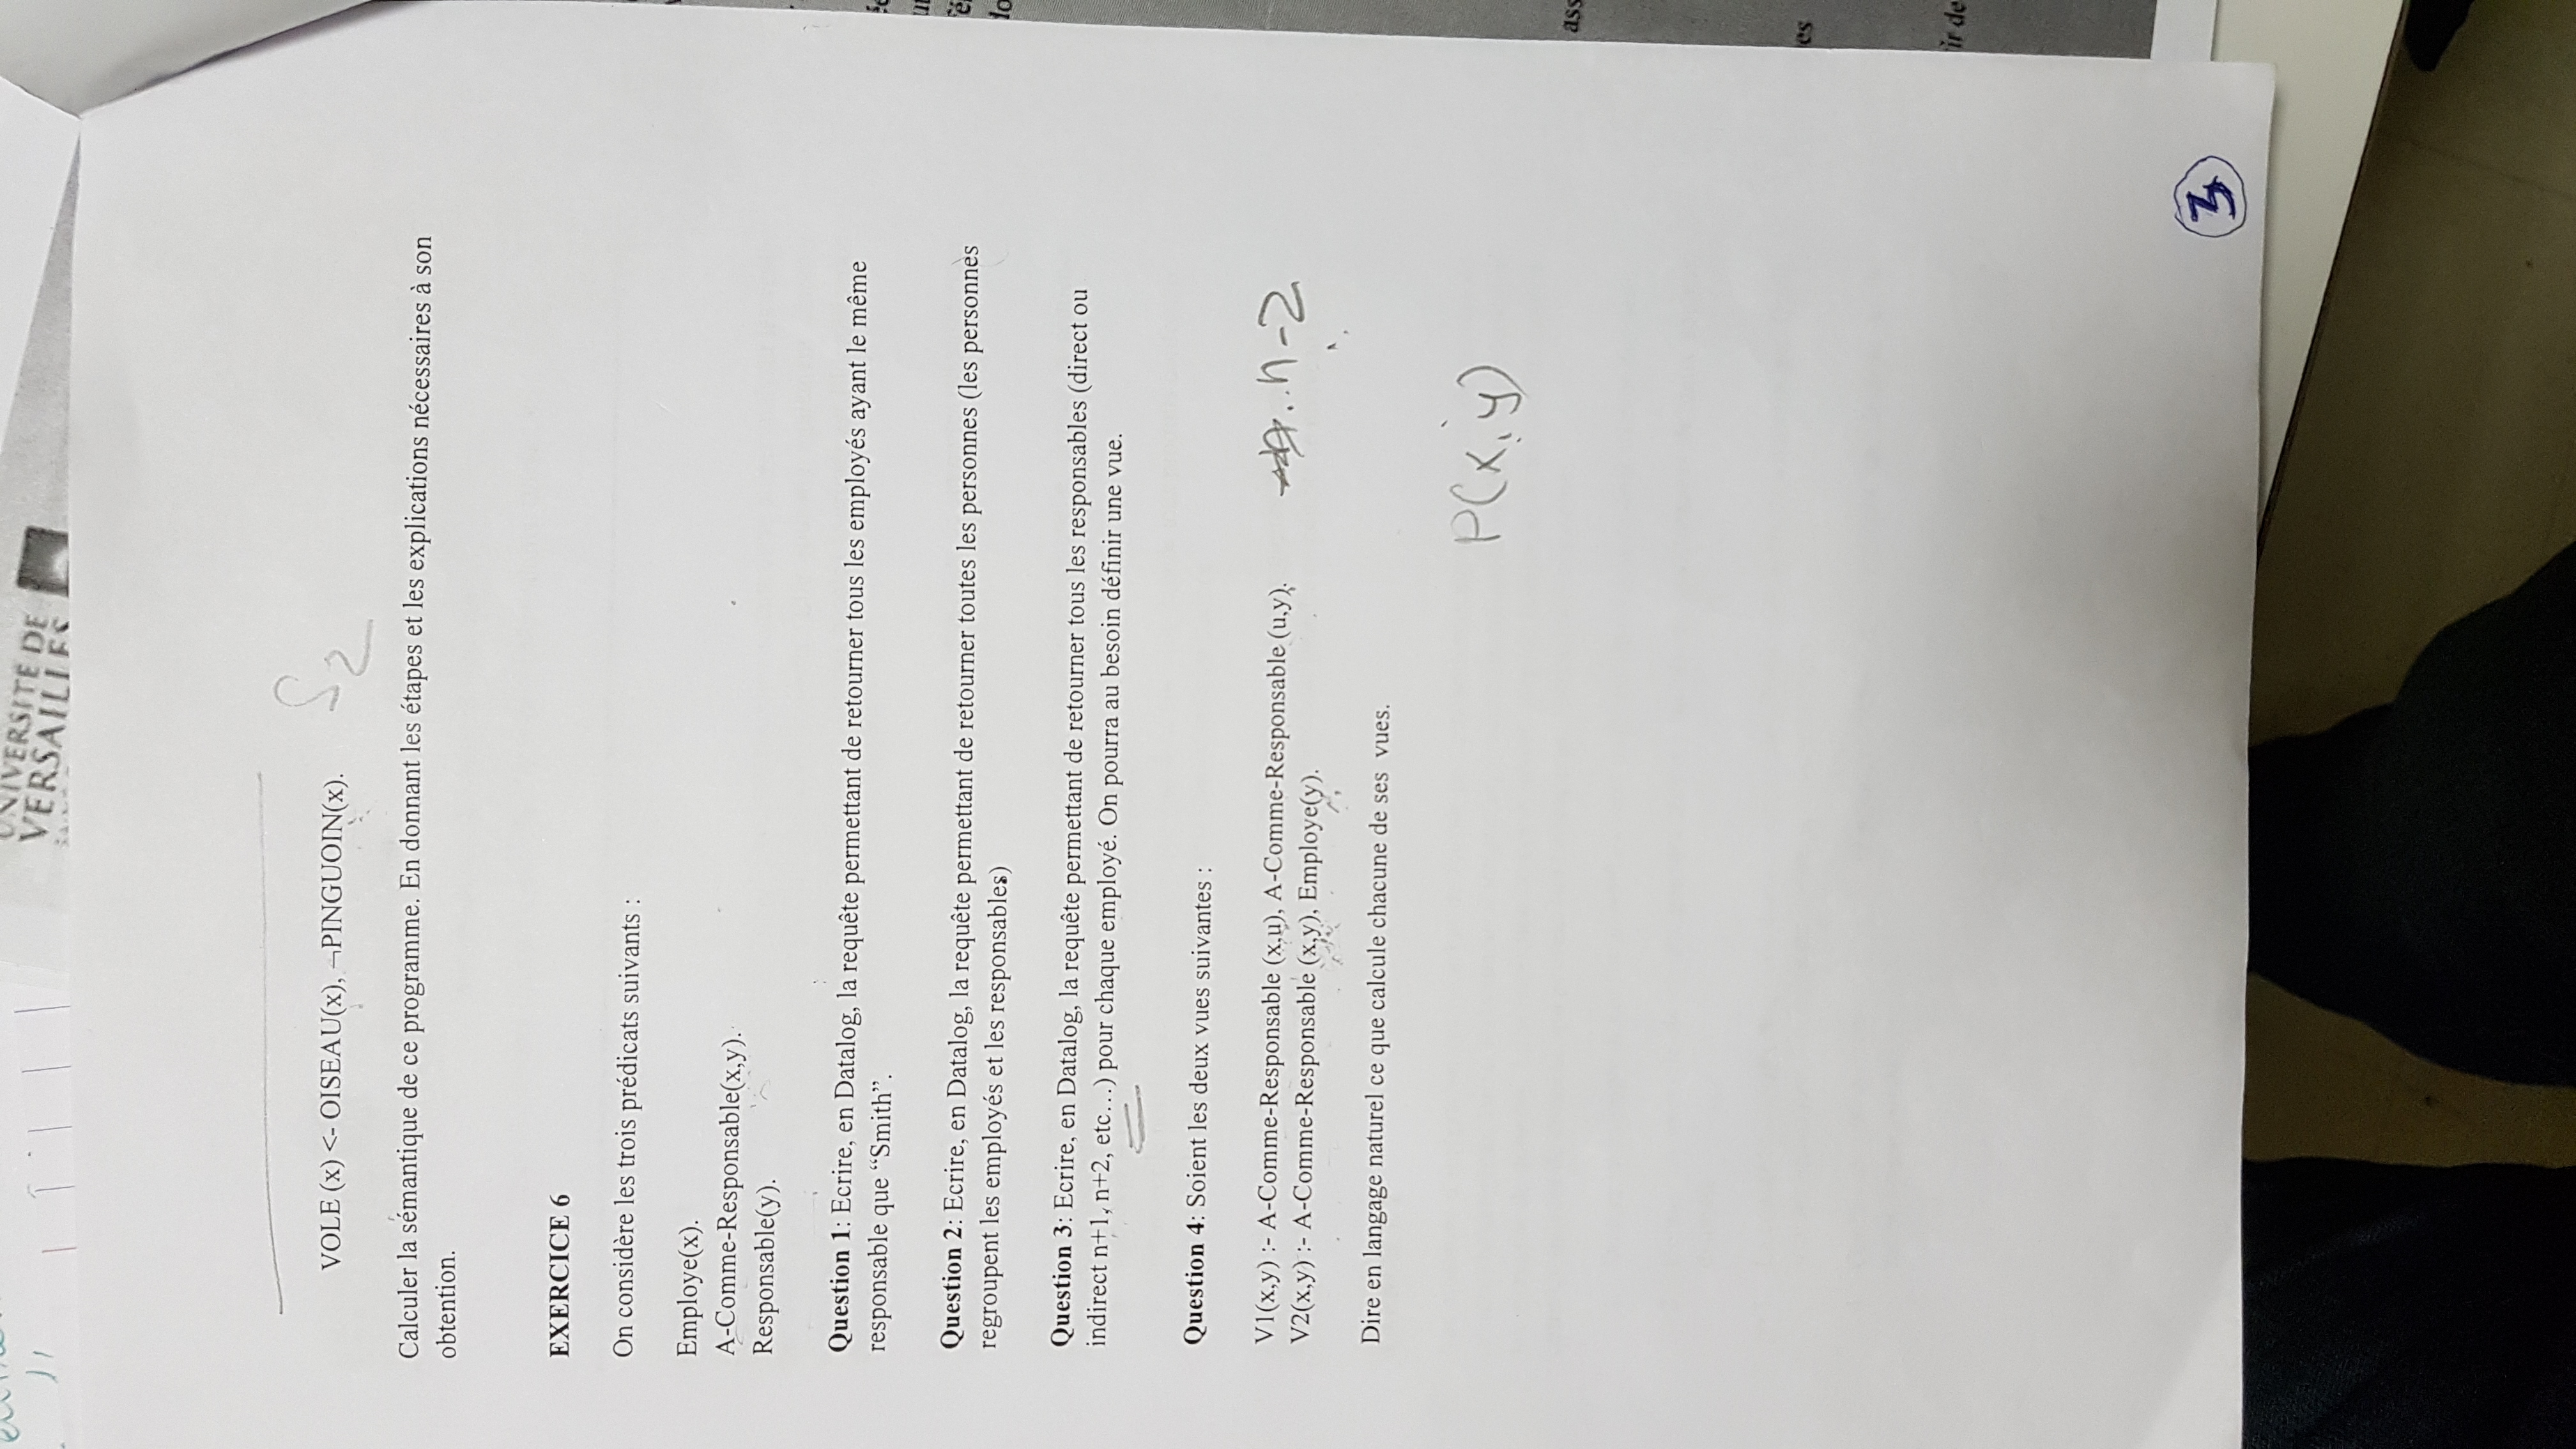 UNIVERSITÉ DE
VERSAILLES
S2
VOLE (x) <- OISEAU(x), ¬PINGUOIN(x).
Calculer la sémantique de ce programme. En donnant les étapes et les explications nécessaires à son
obtention.
EXERCICE 6
On considère les trois prédicats suivants :
Employe(x).
A-Comme-Responsable(x,y).
Responsable(y).
Question 1: Ecrire, en Datalog, la requête permettant de retourner tous les employés ayant le même
responsable que “Smith”.
Question 2: Ecrire, en Datalog, la requête permettant de retourner toutes les personnes (les personnes
regroupent les employés et les responsables)
Question 3: Ecrire, en Datalog, la requête permettant de retourner tous les responsables (direct ou
indirect n+1, n+2, etc...) pour chaque employé. On pourra au besoin définir une vue.
Question 4: Soient les deux vues suivantes :
V1(x,y) :- A-Comme-Responsable (x,u), A-Comme-Responsable (u,y).
V2(x,y) :- A-Comme-Responsable (x,y), Employe(y).
n-2
Dire en langage naturel ce que calcule chacune de ses vues.
P(x,y)
3
ass
es
ir de